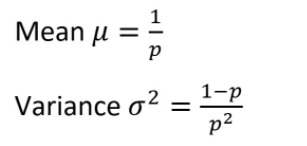 Mean μ = 1/p
Variance σ² = 1−p/p²